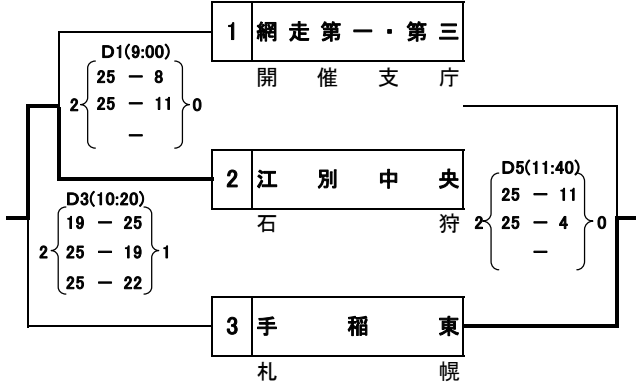 1 網走第一・第三
開催支庁
D1(9:00)
2 25 － 8 0
25 － 11
－
2 江別中央
石狩
D5(11:40)
25 － 11
2 25 － 4 0
－
D3(10:20)
19 － 25
2 25 － 19 1
25 － 22
3 手稲東
札幌